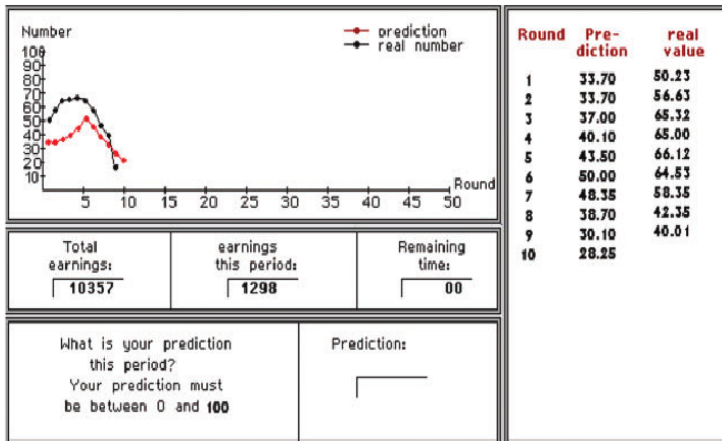 Number
prediction
real number
100
90
80
70
60
50
40
30
20
10
5 10 15 20 25 30 35 40 45 50
Round
Total
earnings:
10357
earnings
this period:
1298
Remaining
time:
00
What is your prediction
this period?
Your prediction must
be between 0 and 100
Prediction:
Round Pre- real
diction value
1 33.70 50.23
2 33.70 56.63
3 37.00 65.32
4 40.10 65.00
5 43.50 66.12
6 50.00 64.53
7 48.35 58.35
8 38.70 42.35
9 30.10 40.01
10 28.25